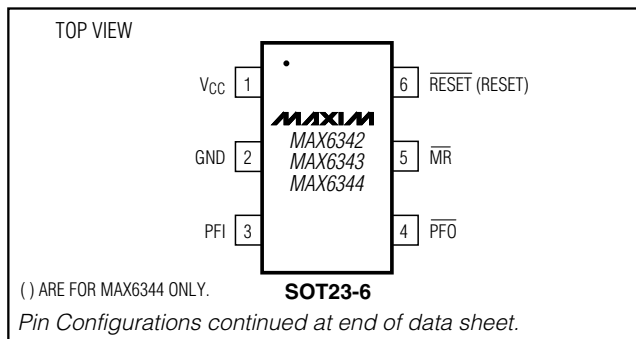 TOP VIEW
VCC 1
6 RESET (RESET)
MAXIM
MAX6342
GND 2
MAX6343
5 MR
MAX6344
PFI 3
4 PFO
( ) ARE FOR MAX6344 ONLY.
SOT23-6
Pin Configurations continued at end of data sheet.